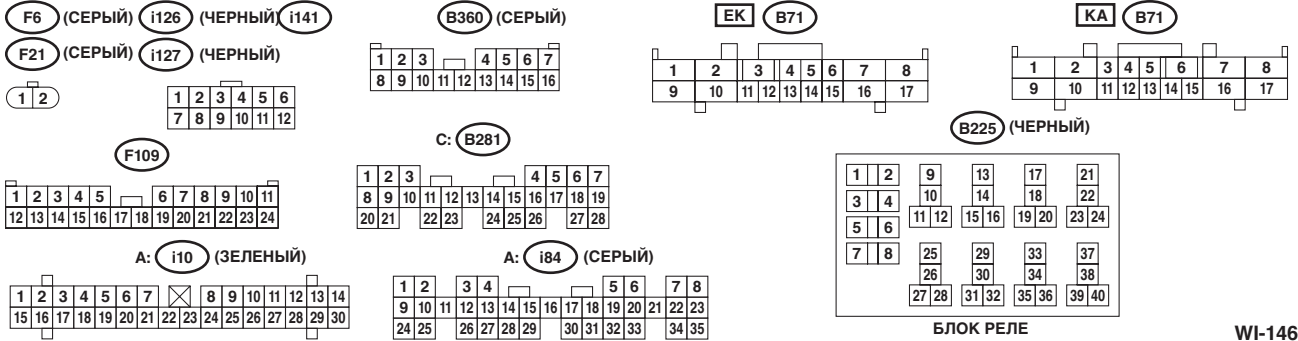 F6 (СЕРЫЙ) i126 (ЧЕРНЫЙ) i141
F21 (СЕРЫЙ) i127 (ЧЕРНЫЙ)
1 2
1 2 3 4 5 6
7 8 9 10 11 12
F109
1 2 3 4 5 6 7 8 9 10 11
12 13 14 15 16 17 18 19 20 21 22 23 24
A: i10 (ЗЕЛЕНЫЙ)
1 2 3 4 5 6 7 8 9 10 11 12 13 14
15 16 17 18 19 20 21 22 23 24 25 26 27 28 29 30
B360 (СЕРЫЙ)
1 2 3 4 5 6 7
8 9 10 11 12 13 14 15 16
C: B281
1 2 3 4 5 6 7
8 9 10 11 12 13 14 15 16 17 18 19
20 21 22 23 24 25 26 27 28
A: i84 (СЕРЫЙ)
1 2 3 4 5 6 7 8
9 10 11 12 13 14 15 16 17 18 19 20 21 22 23
24 25 26 27 28 29 30 31 32 33 34 35
EK B71
1 2 3 4 5 6 7 8
9 10 11 12 13 14 15 16 17
KA B71
1 2 3 4 5 6 7 8
9 10 11 12 13 14 15 16 17
B225 (ЧЕРНЫЙ)
1 2 9 13 17 21
3 4 10 14 18 22
5 6 11 12 15 16 19 20 23 24
7 8 25 29 33 37
26 30 34 38
27 28 31 32 35 36 39 40
БЛОК РЕЛЕ
WI-146